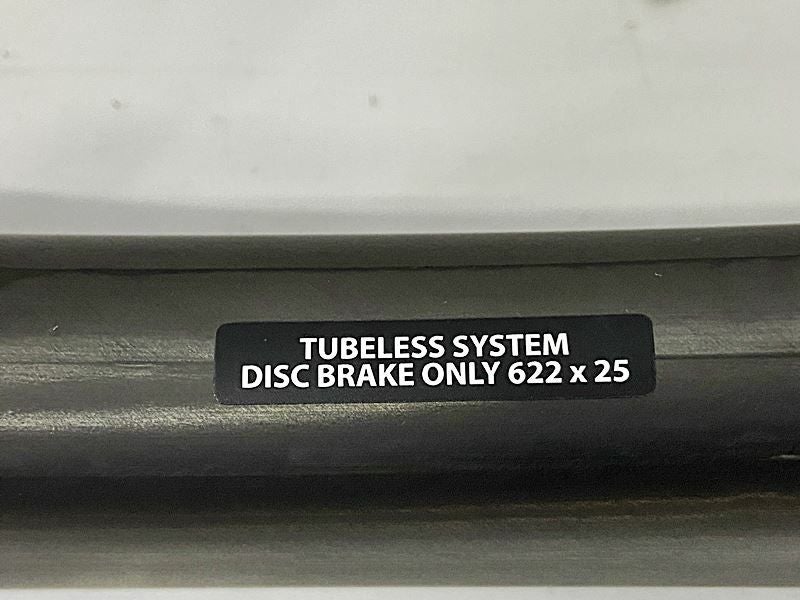 TUBELESS SYSTEM
DISC BRAKE ONLY 622 x 25